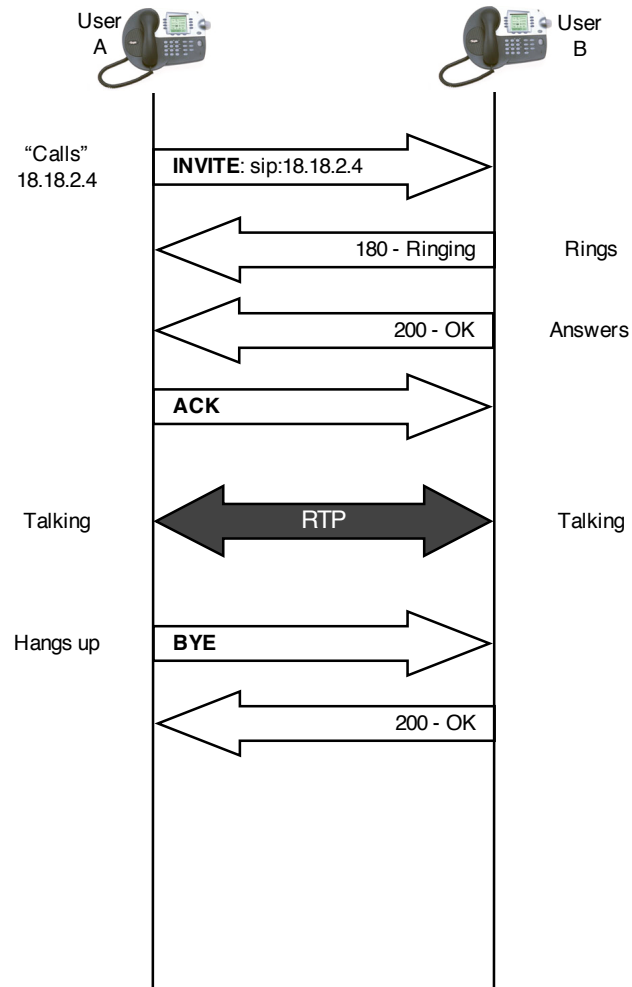 User
A
User
B
“Calls”
18.18.2.4
INVITE: sip:18.18.2.4
180 - Ringing
Rings
200 - OK
Answers
ACK
Talking
RTP
Talking
Hangs up
BYE
200 - OK